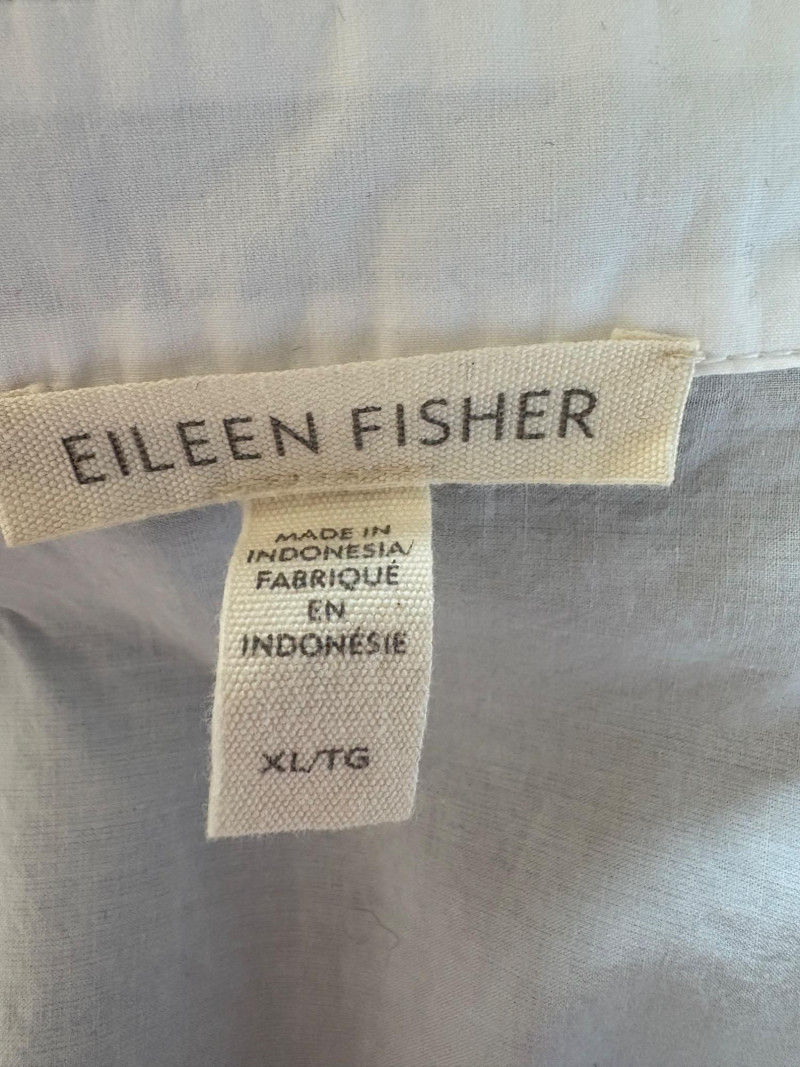 EILEEN FISHER
MADE IN
INDONESIA/
FABRIQUÉ
EN
INDONÉSIE
XL/TG